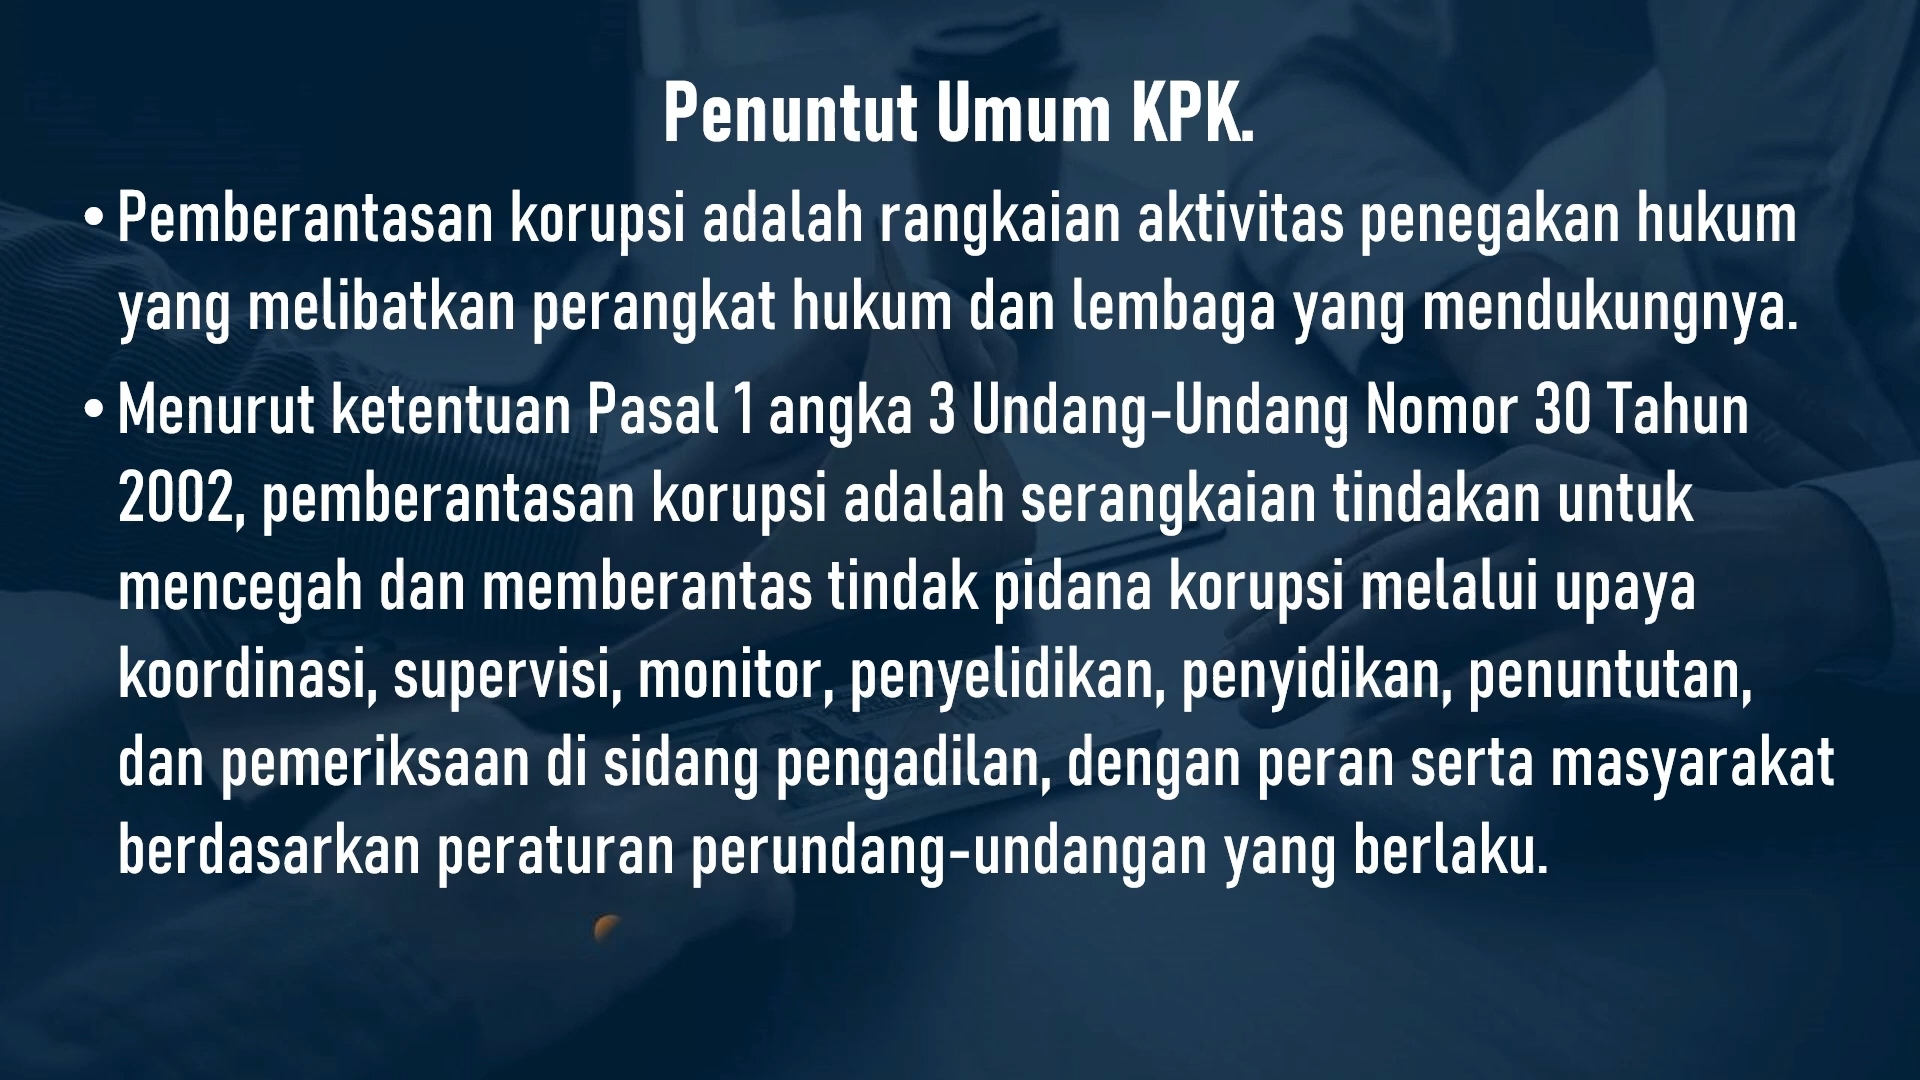 Penuntut Umum KPK.
• Pemberantasan korupsi adalah rangkaian aktivitas penegakan hukum
yang melibatkan perangkat hukum dan lembaga yang mendukungnya.
• Menurut ketentuan Pasal 1 angka 3 Undang-Undang Nomor 30 Tahun
2002, pemberantasan korupsi adalah serangkaian tindakan untuk
mencegah dan memberantas tindak pidana korupsi melalui upaya
koordinasi, supervisi, monitor, penyelidikan, penyidikan, penuntutan,
dan pemeriksaan di sidang pengadilan, dengan peran serta masyarakat
berdasarkan peraturan perundang-undangan yang berlaku.